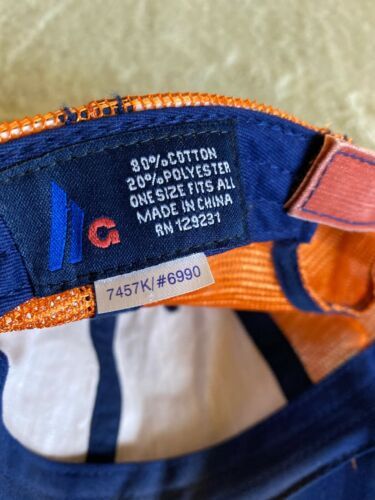 80% COTTON
20% POLYESTER
ONE SIZE FITS ALL
MADE IN CHINA
RN 129231
G
7457K/#6990